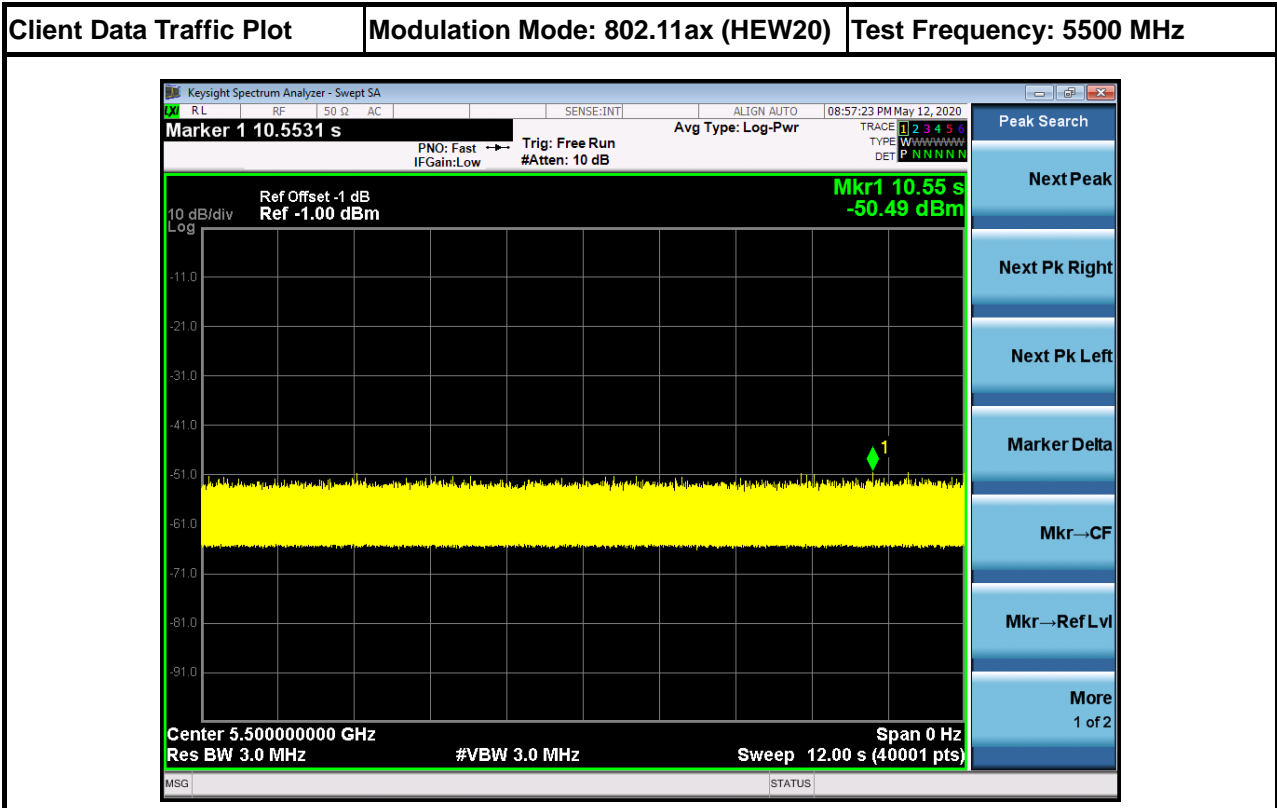 Client Data Traffic Plot Modulation Mode: 802.11ax (HEW20) Test Frequency: 5500 MHz
Keysight Spectrum Analyzer - Swept SA
LXI RL RF 50 Ω AC SENSE:INT ALIGN AUTO 08:57:23 PM May 12, 2020
Marker 1 10.5531 s
PNO: Fast
IFGain:Low
Trig: Free Run
#Atten: 10 dB
Avg Type: Log-Pwr
TRACE 1 2 3 4 5 6
TYPE WWWWWW
DET P N N N N N
Peak Search
Next Peak
Next Pk Right
Next Pk Left
Marker Delta
Mkr→CF
Mkr→RefLvl
More
1 of 2
Ref Offset -1 dB
10 dB/div Ref -1.00 dBm
Log
Mkr1 10.55 s
-50.49 dBm
-11.0
-21.0
-31.0
-41.0
1
-51.0
-61.0
-71.0
-81.0
-91.0
Center 5.500000000 GHz Span 0 Hz
Res BW 3.0 MHz #VBW 3.0 MHz Sweep 12.00 s (40001 pts)
MSG STATUS